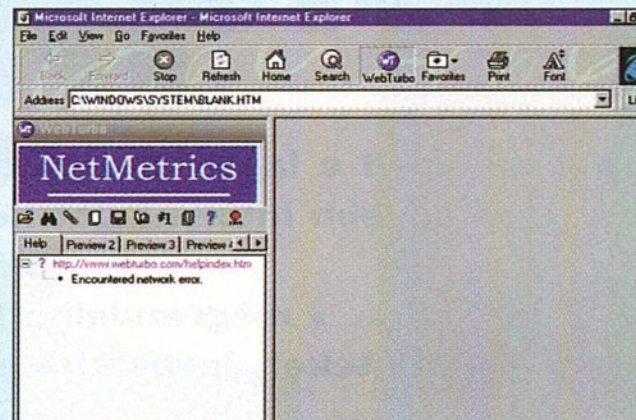 Microsoft Internet Explorer - Microsoft Internet Explorer
File Edit View Go Favorites Help
Back Forward Stop Refresh Home Search WebTurbo Favorites Print Font
Address C:\WINDOWS\SYSTEM\BLANK.HTM
WebTurbo
NetMetrics
#1 ?
Help Preview 2 Preview 3 Preview
? http://www.webturbo.com/helpindex.htm
• Encountered network error.